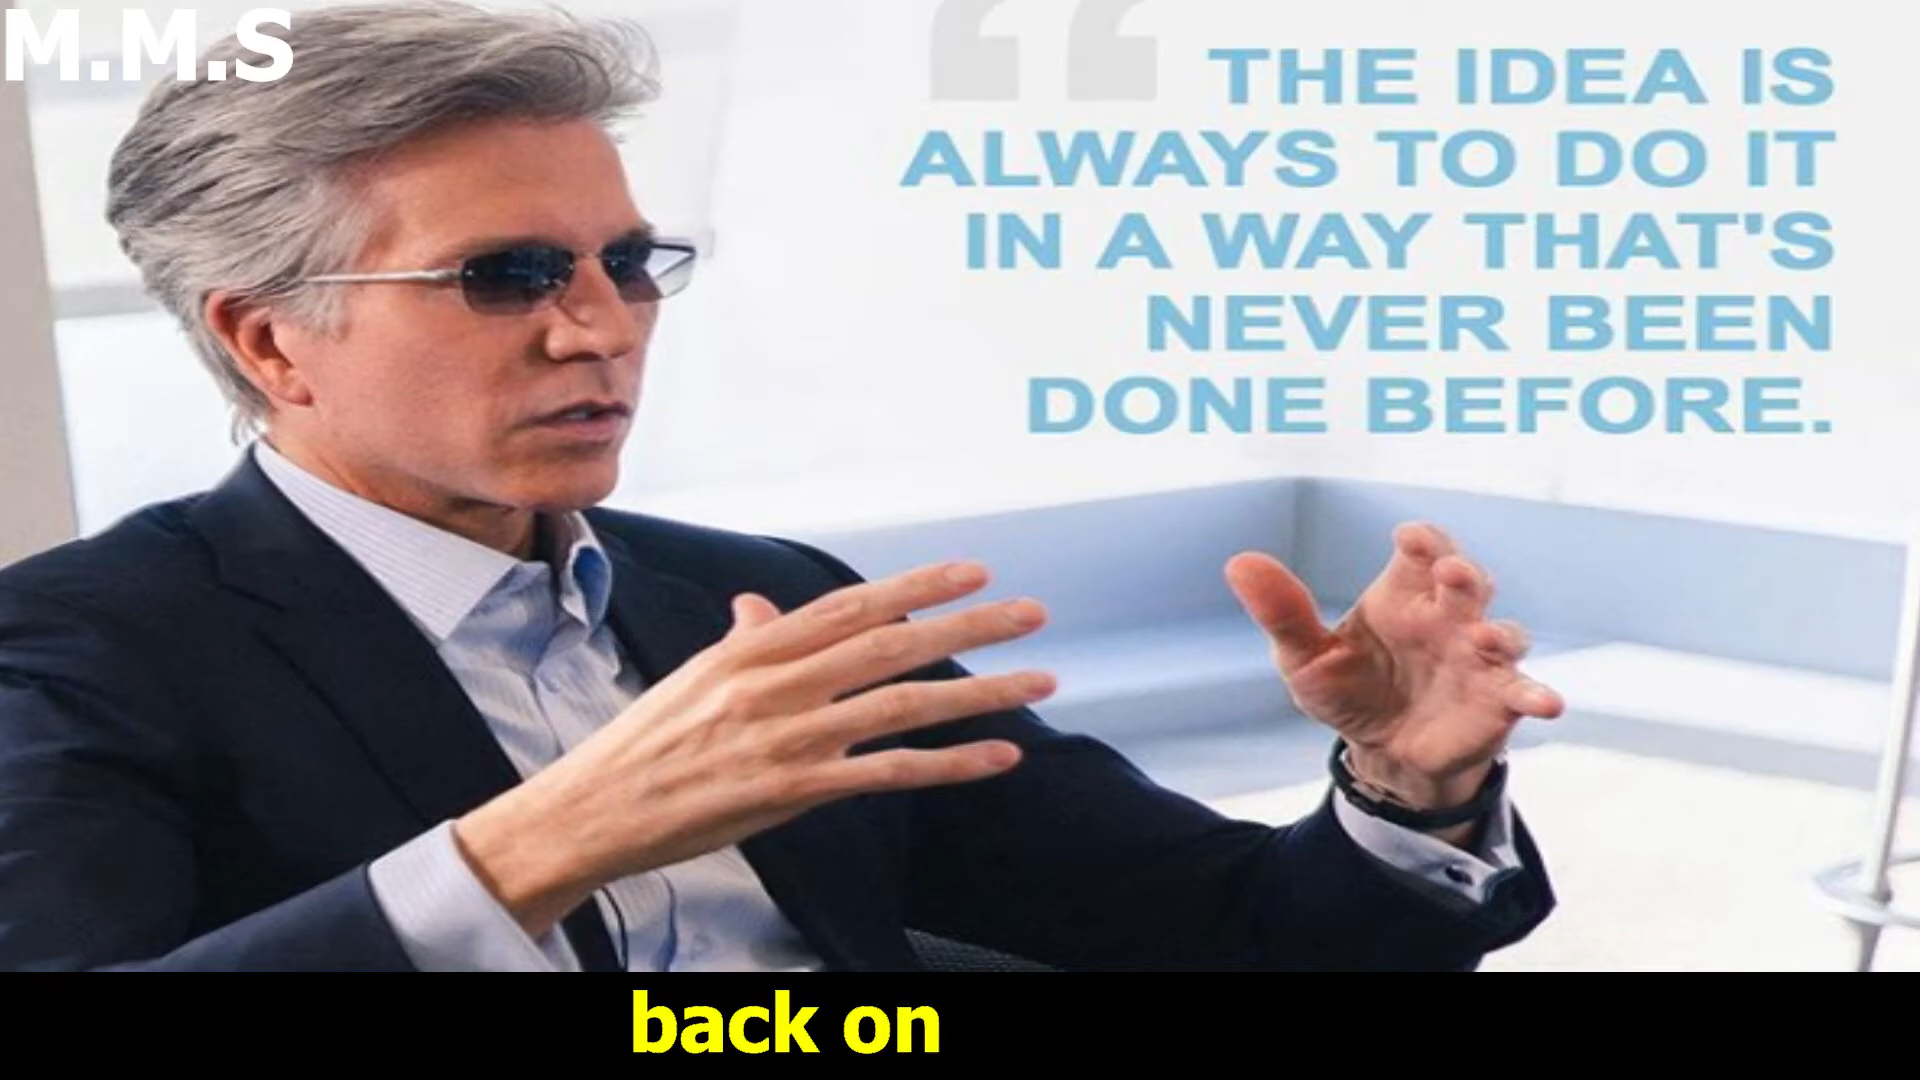 M.M.S
THE IDEA IS
ALWAYS TO DO IT
IN A WAY THAT'S
NEVER BEEN
DONE BEFORE.
back on